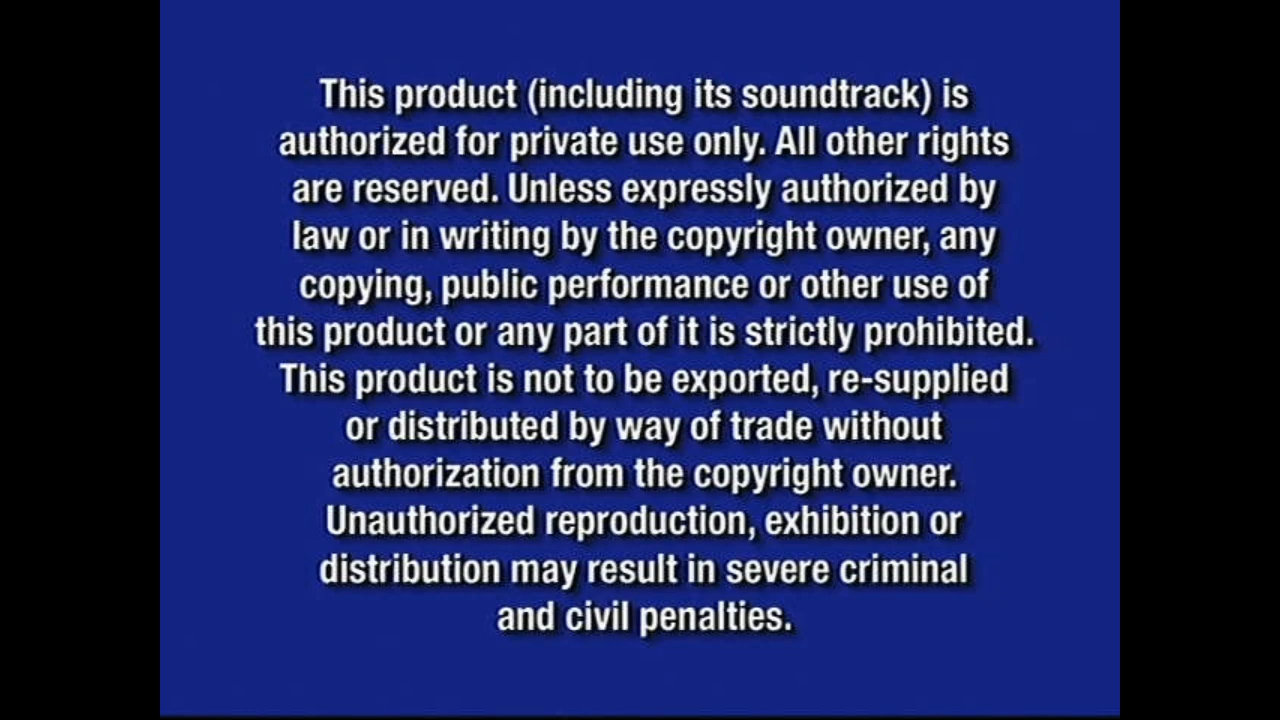 This product (including its soundtrack) is
authorized for private use only. All other rights
are reserved. Unless expressly authorized by
law or in writing by the copyright owner, any
copying, public performance or other use of
this product or any part of it is strictly prohibited.
This product is not to be exported, re-supplied
or distributed by way of trade without
authorization from the copyright owner.
Unauthorized reproduction, exhibition or
distribution may result in severe criminal
and civil penalties.